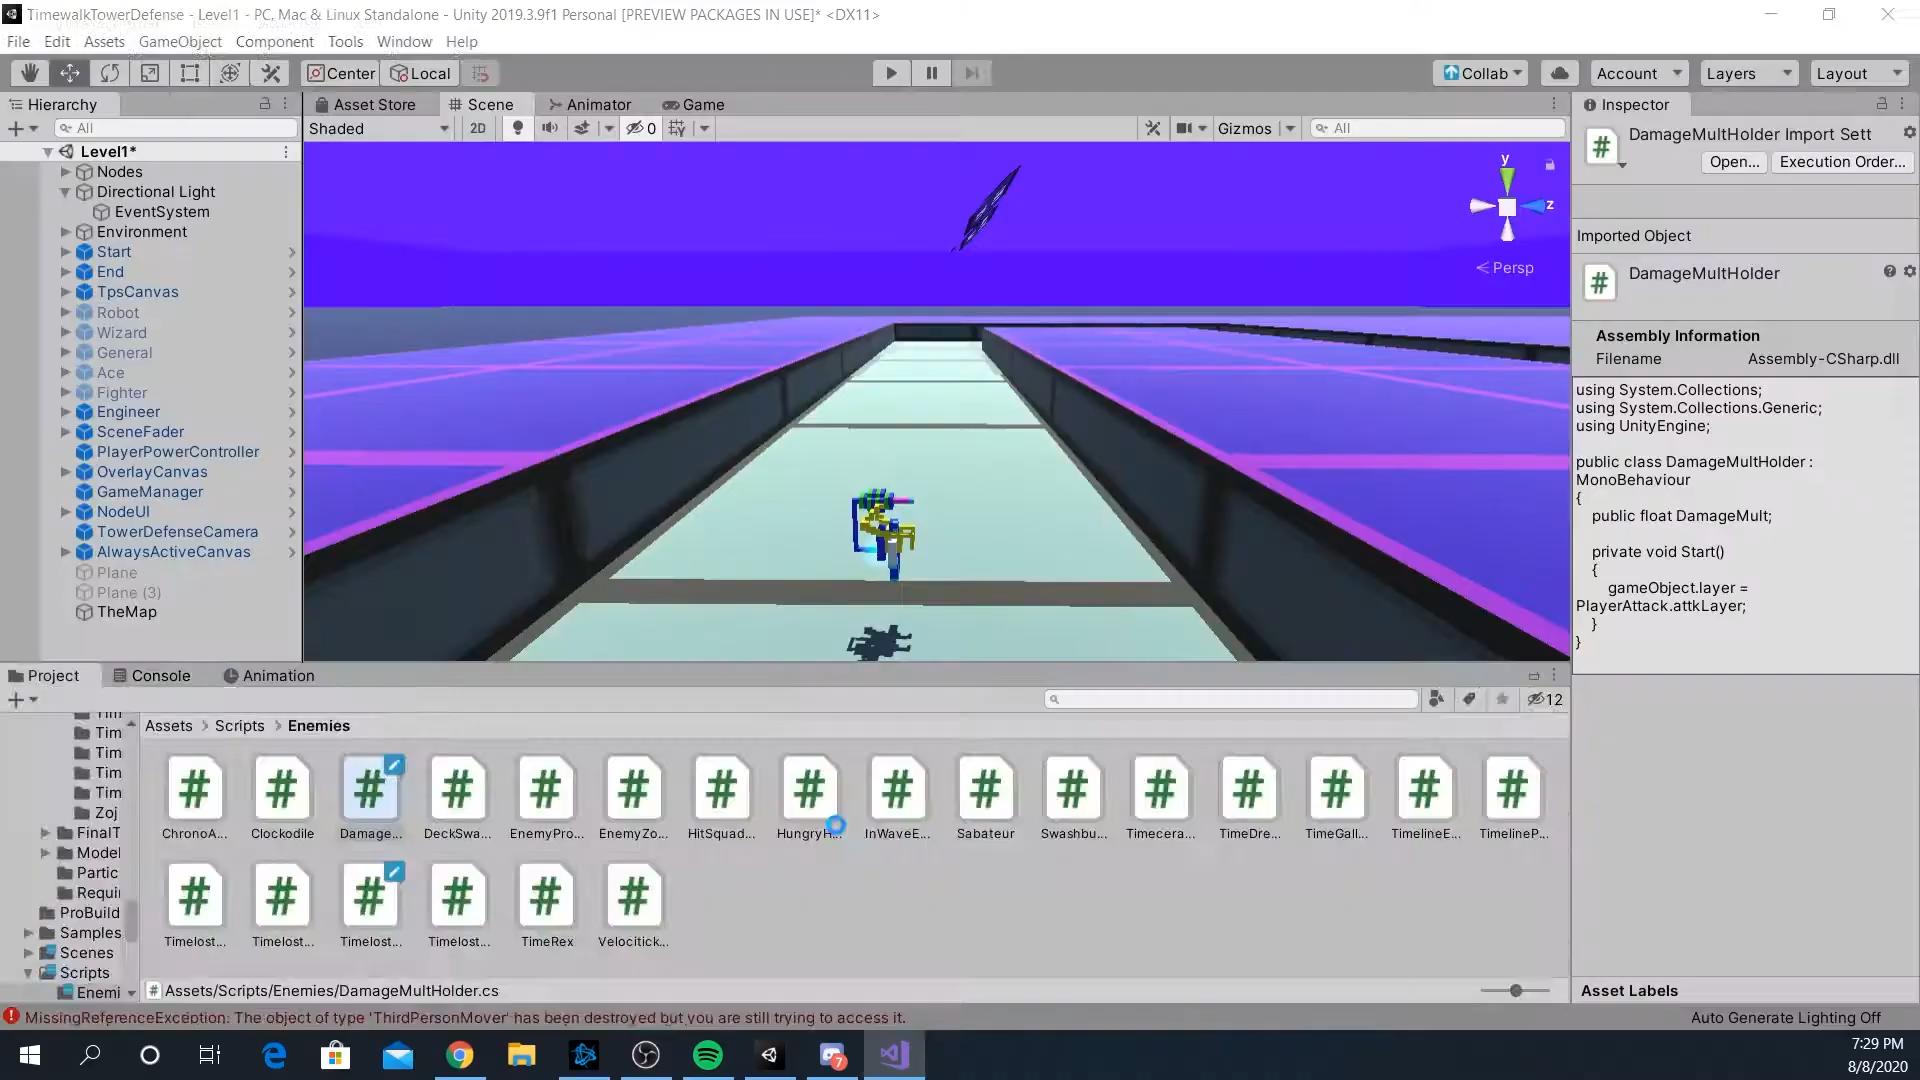 TimewalkTowerDefense - Level1 - PC, Mac & Linux Standalone - Unity 2019.3.9f1 Personal [PREVIEW PACKAGES IN USE]* <DX11>
File Edit Assets GameObject Component Tools Window Help
Center Local Collab Account Layers Layout
Hierarchy
All
Level1*
Nodes
Directional Light
EventSystem
Environment
Start
End
TpsCanvas
Robot
Wizard
General
Ace
Fighter
Engineer
SceneFader
PlayerPowerController
OverlayCanvas
GameManager
NodeUI
TowerDefenseCamera
AlwaysActiveCanvas
Plane
Plane (3)
TheMap
Asset Store Scene Animator Game
Shaded 2D 0 Gizmos All
y
z
Persp
Inspector
DamageMultHolder Import Sett
Open... Execution Order...
Imported Object
DamageMultHolder
Assembly Information
Filename Assembly-CSharp.dll
using System.Collections;
using System.Collections.Generic;
using UnityEngine;
public class DamageMultHolder :
MonoBehaviour
{
public float DamageMult;
private void Start()
{
gameObject.layer =
PlayerAttack.attkLayer;
}
}
Asset Labels
Project Console Animation
12
Tim
Tim
Tim
Tim
Zoj
FinalT
Model
Partic
Requi
ProBuild
Samples
Scenes
Scripts
Enemi
Assets > Scripts > Enemies
ChronoA... Clockodile Damage... DeckSwa... EnemyPro... EnemyZo... HitSquad... HungryH... InWaveE... Sabateur Swashbu... Timecera... TimeDre... TimeGall... TimelineE... TimelineP...
Timelost... Timelost... Timelost... Timelost... TimeRex Velocitick...
Assets/Scripts/Enemies/DamageMultHolder.cs
MissingReferenceException: The object of type 'ThirdPersonMover' has been destroyed but you are still trying to access it.
Auto Generate Lighting Off
7
7:29 PM
8/8/2020